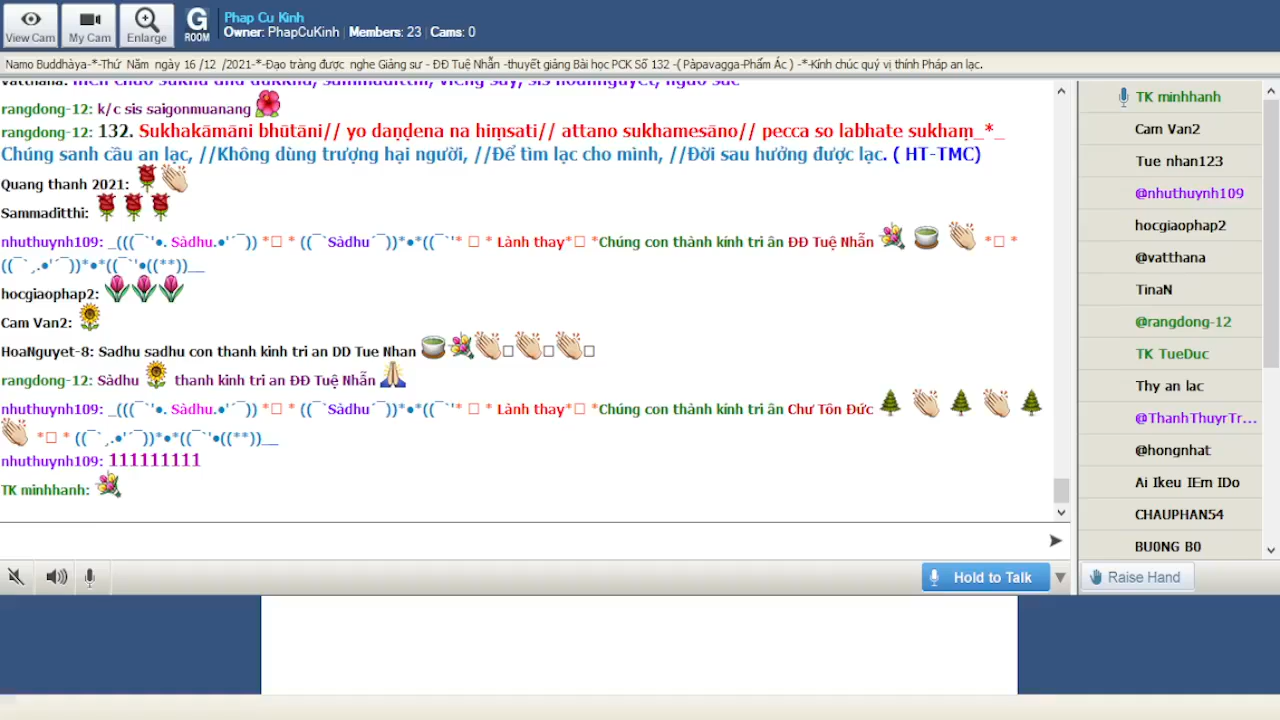 View Cam
My Cam
Enlarge
G
ROOM
Phap Cu Kinh
Owner: PhapCuKinh | Members: 23 | Cams: 0
Namo Buddhàya-*-Thứ Năm ngày 16 /12 /2021-*-Đạo tràng được nghe Giảng sư - ĐĐ Tuệ Nhẫn -thuyết giảng Bài học PCK Số 132 -( Pàpavagga-Phẩm Ác ) -*-Kính chúc quý vị thính Pháp an lạc.
rangdong-12: k/c sis saigonmuanang
rangdong-12: 132. Sukhakāmāni bhūtāni// yo daṇḍena na hiṃsati// attano sukhamesāno// pecca so labhate sukhaṃ_*_
Chúng sanh cầu an lạc, //Không dùng trượng hại người, //Để tìm lạc cho mình, //Đời sau hưởng được lạc. ( HT-TMC)
Quang thanh 2021:
Sammaditthi:
nhuthuynh109: _(((¯`'•. Sàdhu.•'´¯)) *▯ * ((¯`Sàdhu´¯))*•*((¯`'* ▯ * Lành thay*▯ *Chúng con thành kính tri ân ĐĐ Tuệ Nhẫn *▯ *
((¯`¸.•'´¯))*•*((¯`'•((**))__
hocgiaophap2:
Cam Van2:
HoaNguyet-8: Sadhu sadhu con thanh kinh tri an DD Tue Nhan
rangdong-12: Sàdhu thanh kinh tri an ĐĐ Tuệ Nhẫn
nhuthuynh109: _(((¯`'•. Sàdhu.•'´¯)) *▯ * ((¯`Sàdhu´¯))*•*((¯`'* ▯ * Lành thay*▯ *Chúng con thành kính tri ân Chư Tôn Đức
*▯ * ((¯`¸.•'´¯))*•*((¯`'•((**))__
nhuthuynh109: 111111111
TK minhhanh:
Hold to Talk
TK minhhanh
Cam Van2
Tue nhan123
@nhuthuynh109
hocgiaophap2
@vatthana
TinaN
@rangdong-12
TK TueDuc
Thy an lac
@ThanhThuyrTr...
@hongnhat
Ai Ikeu IEm IDo
CHAUPHAN54
BU0NG B0
Raise Hand